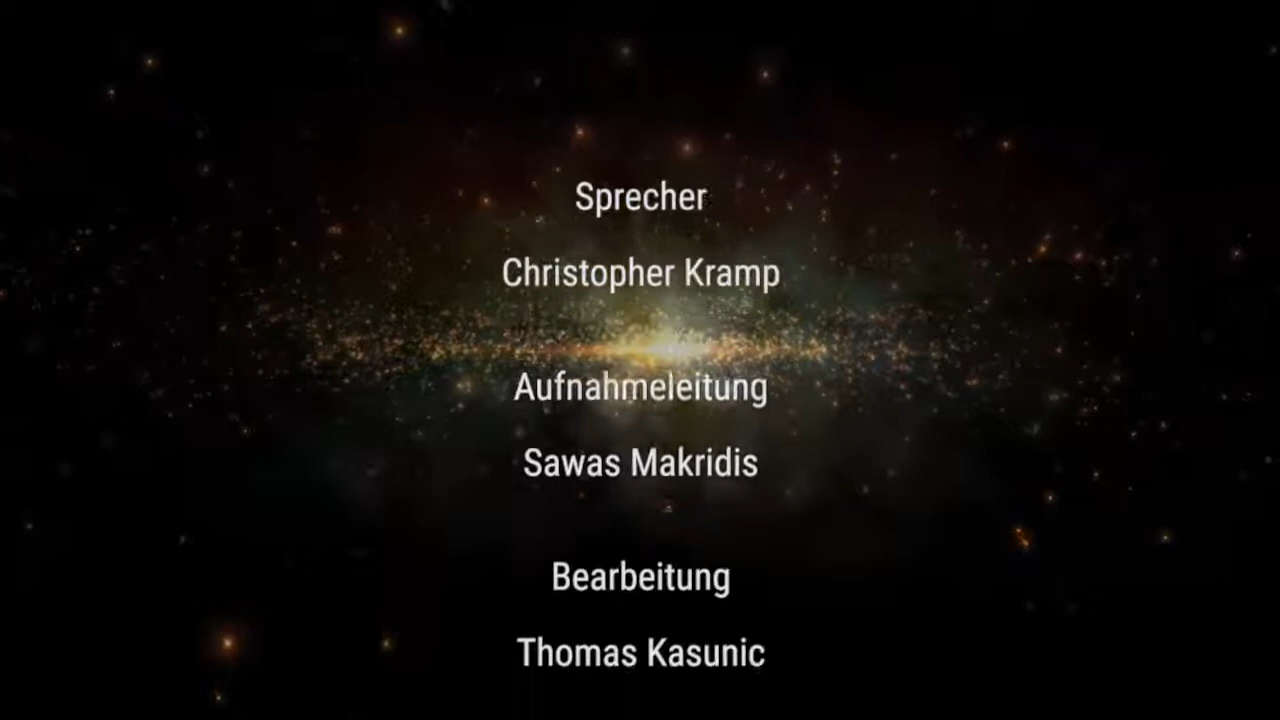 Sprecher
Christopher Kramp
Aufnahmeleitung
Sawas Makridis
Bearbeitung
Thomas Kasunic